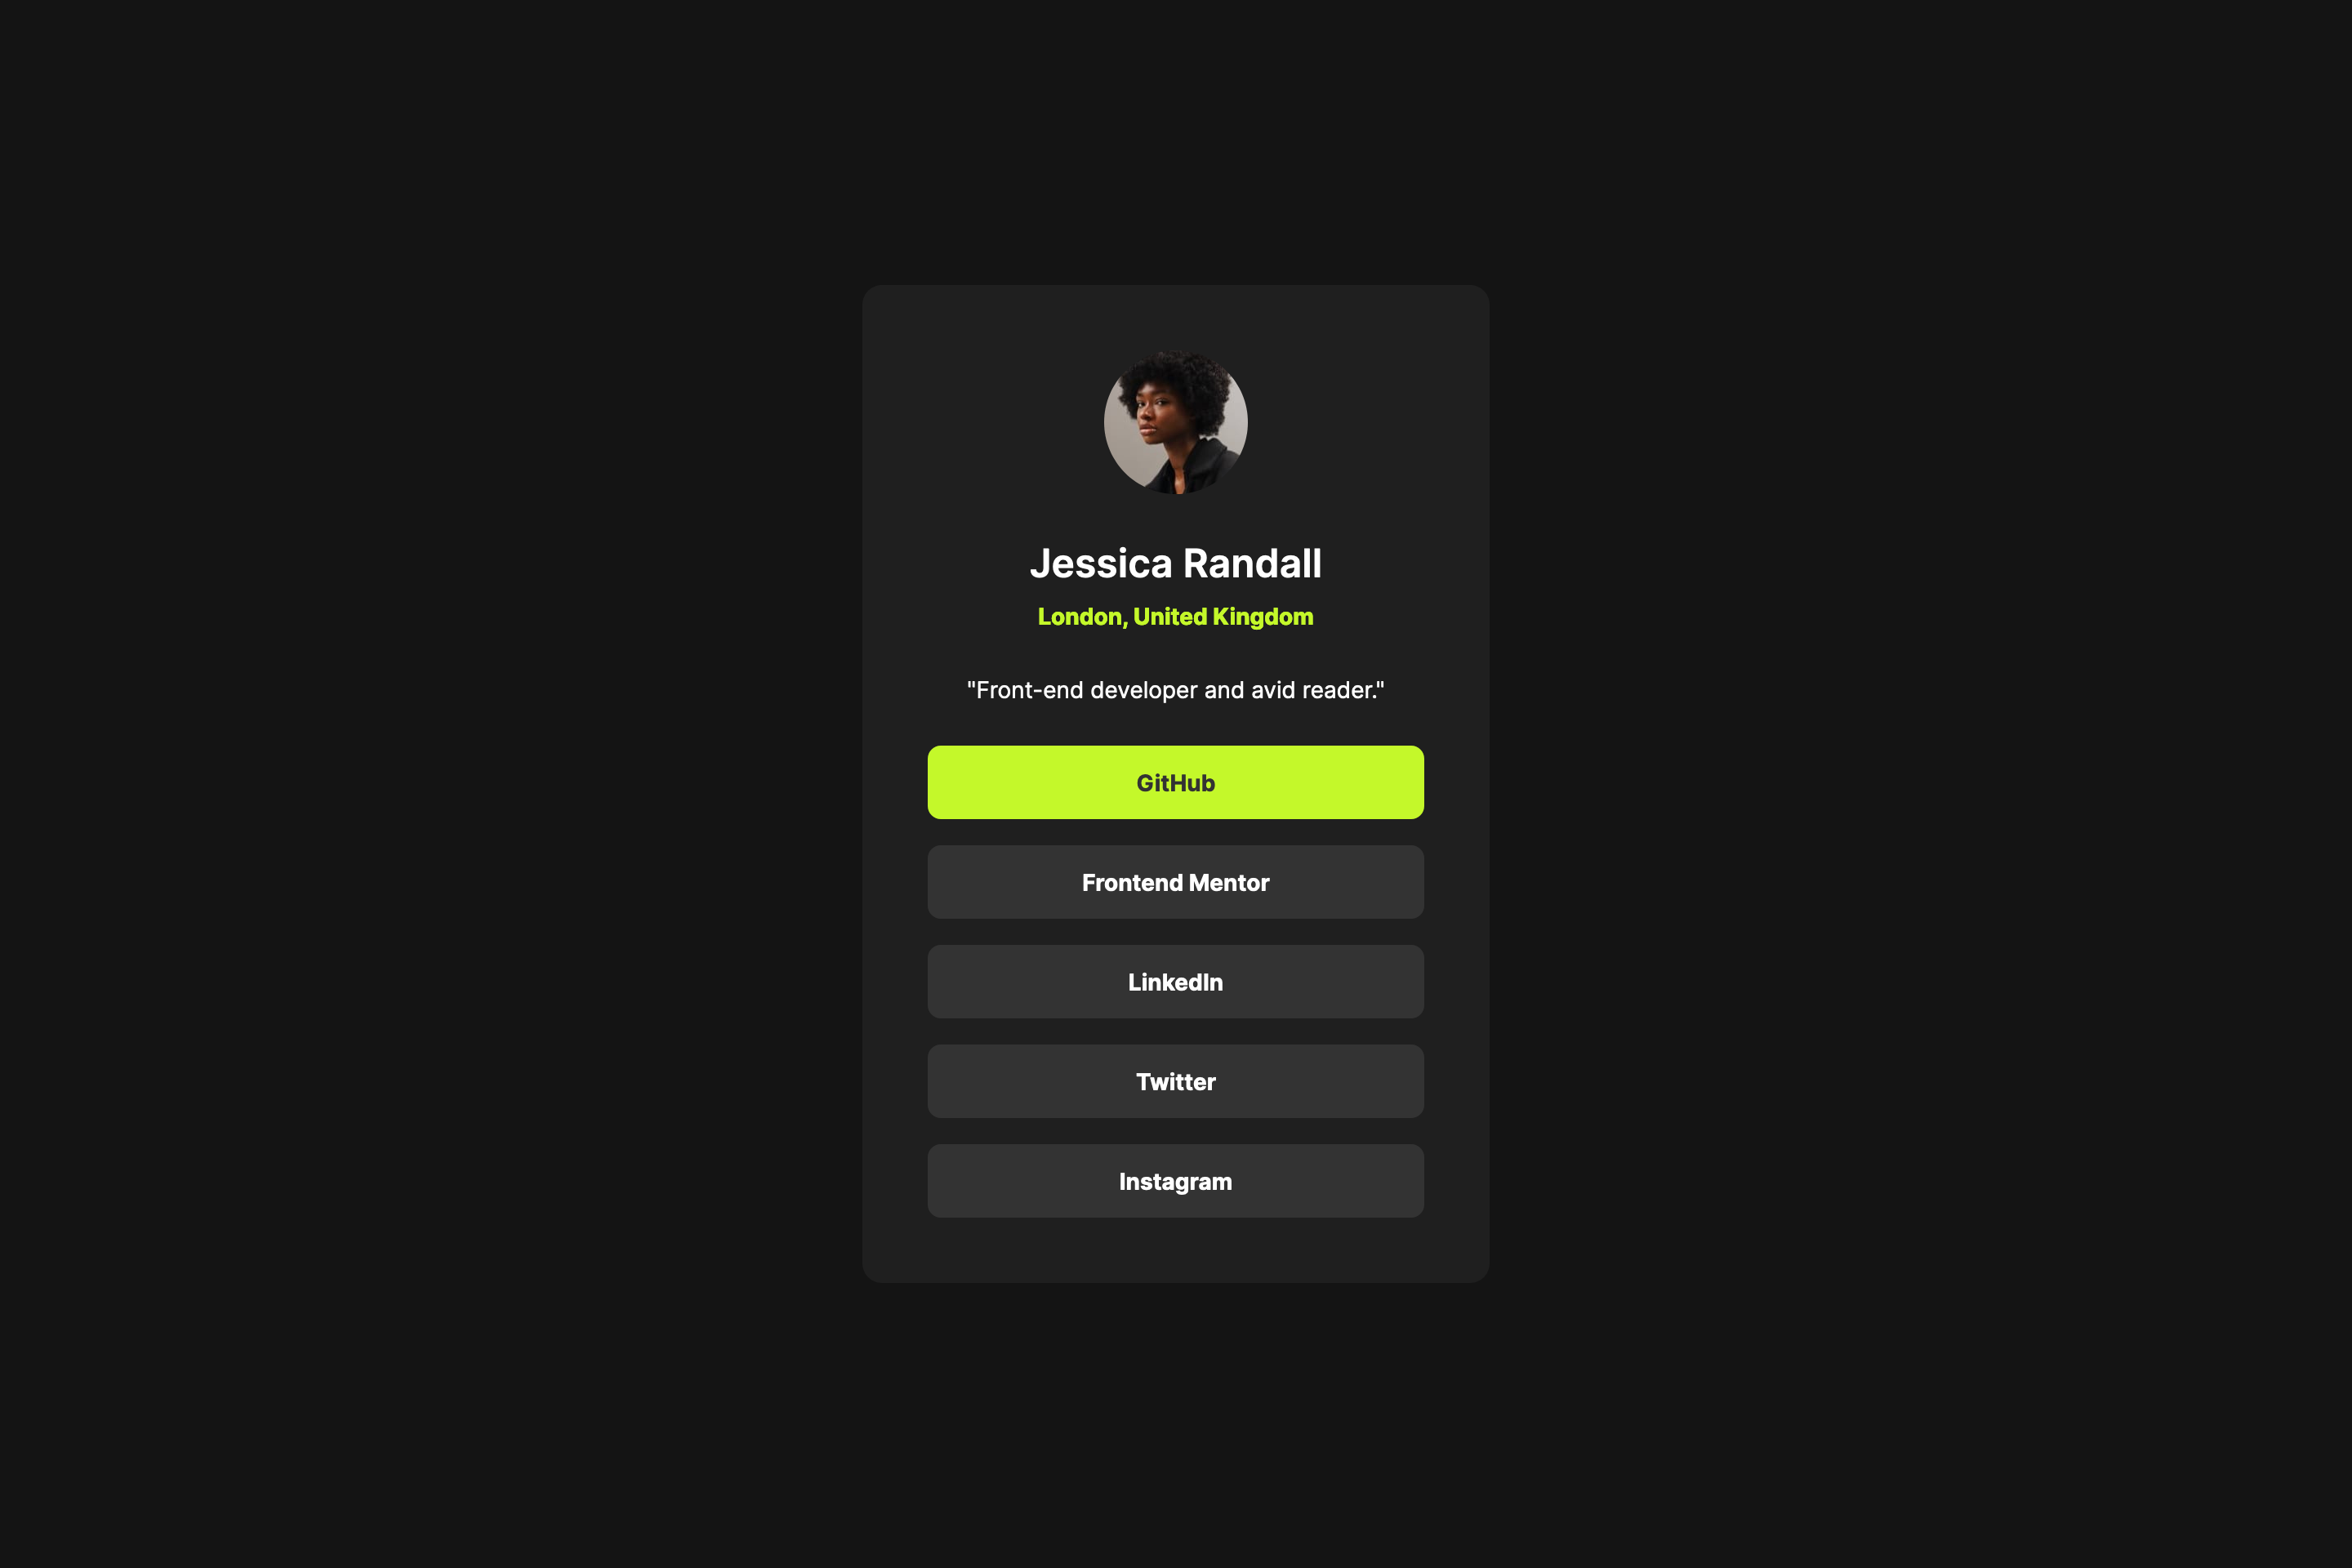 Jessica Randall
London, United Kingdom
"Front-end developer and avid reader."
GitHub
Frontend Mentor
LinkedIn
Twitter
Instagram